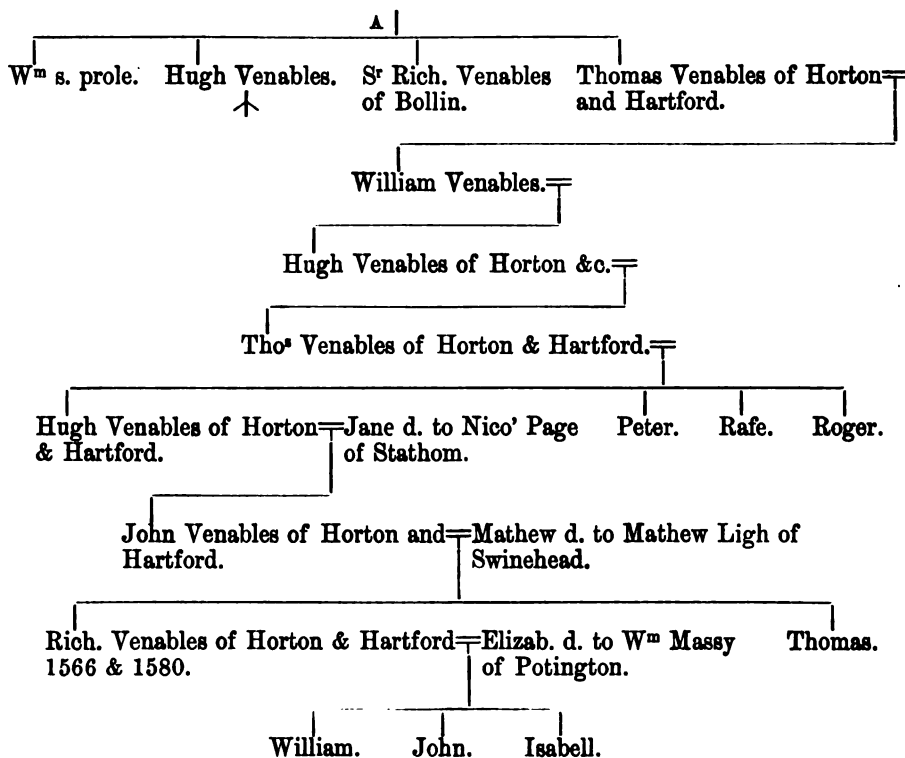 A
Wᵐ s. prole. Hugh Venables. Sʳ Rich. Venables Thomas Venables of Horton
of Bollin. and Hartford.
William Venables.
Hugh Venables of Horton &c.
Thoˢ Venables of Horton & Hartford.
Hugh Venables of Horton Jane d. to Nico' Page Peter. Rafe. Roger.
& Hartford. of Stathom.
John Venables of Horton and Mathew d. to Mathew Ligh of
Hartford. Swinehead.
Rich. Venables of Horton & Hartford Elizab. d. to Wᵐ Massy Thomas.
1566 & 1580. of Potington.
William. John. Isabell.